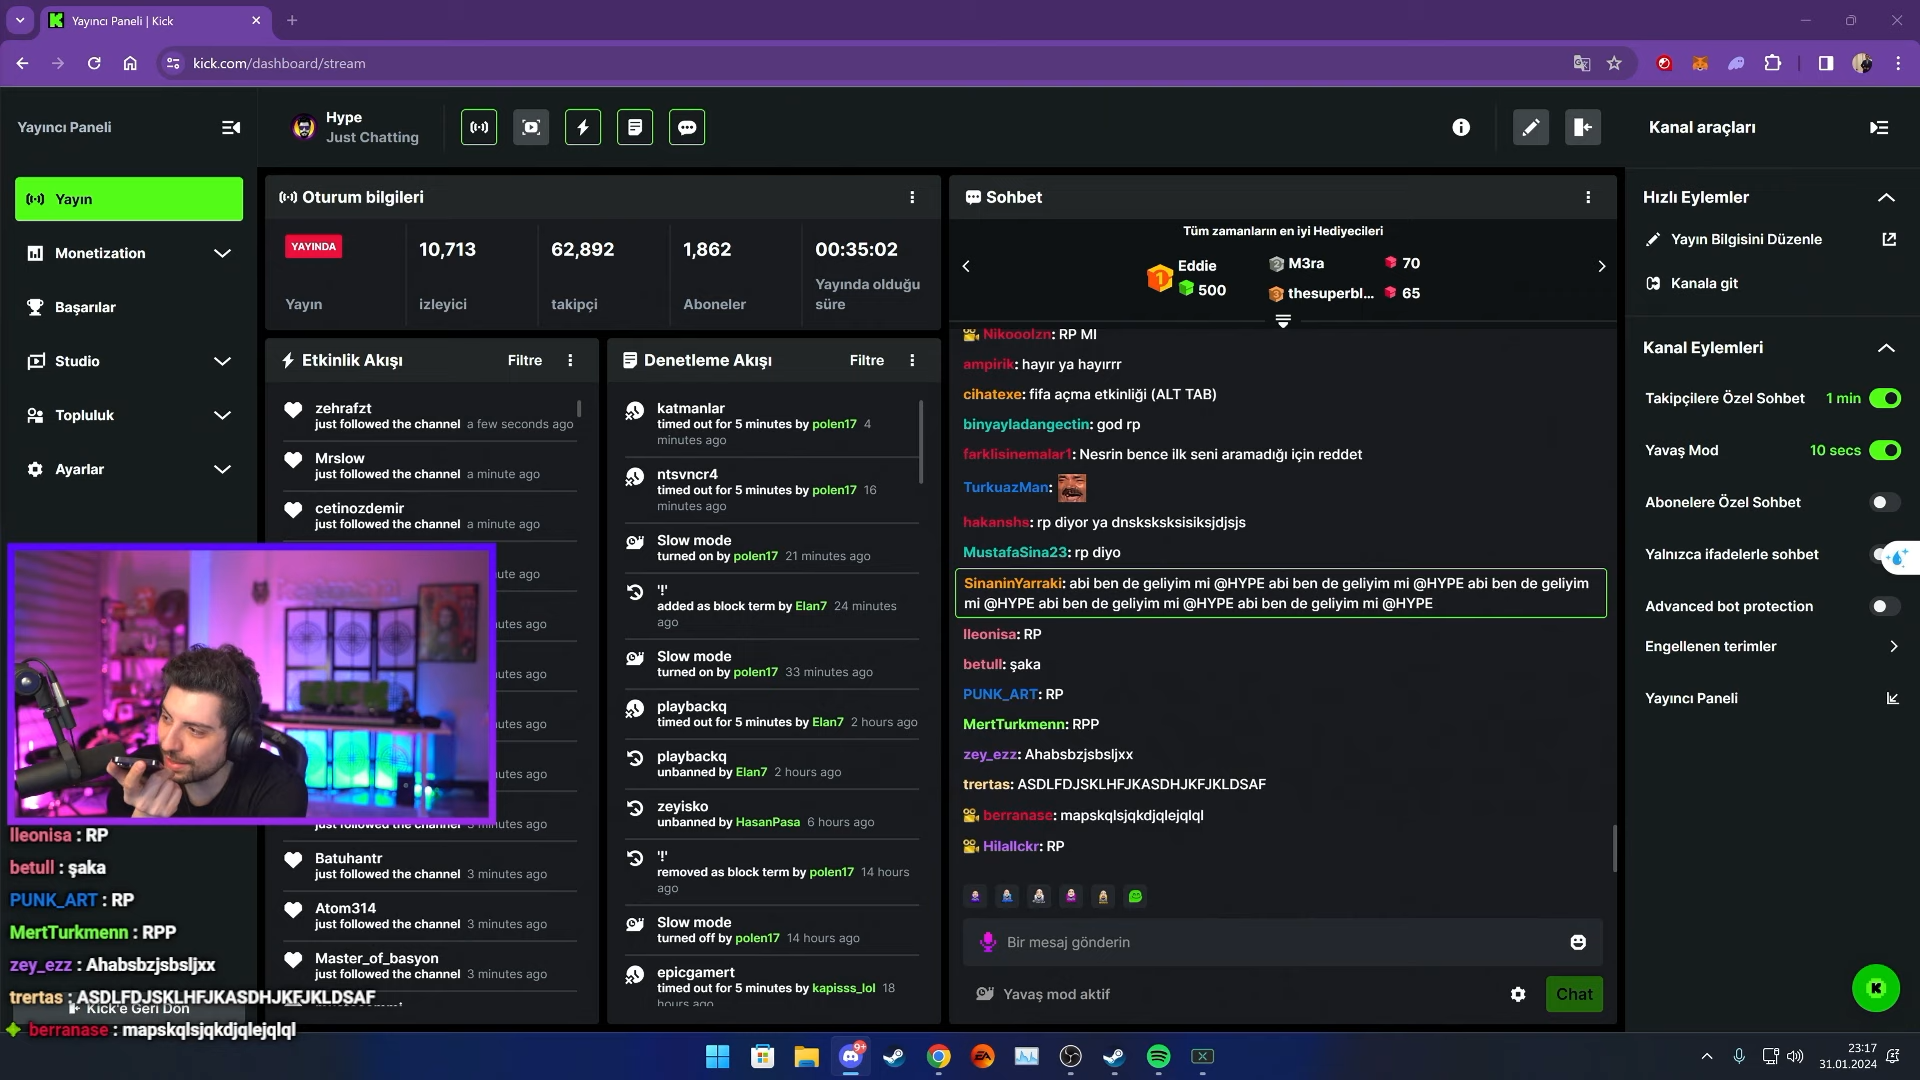 Yayıncı Paneli | Kick
kick.com/dashboard/stream
Yayıncı Paneli
Hype
Just Chatting
Kanal araçları
Yayın
Monetization
Başarılar
Studio
Topluluk
Ayarlar
Oturum bilgileri
YAYINDA
10,713
62,892
1,862
00:35:02
Yayın
izleyici
takipçi
Aboneler
Yayında olduğu
süre
Etkinlik Akışı
Filtre
zehrafzt
just followed the channel a few seconds ago
Mrslow
just followed the channel a minute ago
cetinozdemir
just followed the channel a minute ago
Batuhantr
just followed the channel 3 minutes ago
Atom314
just followed the channel 3 minutes ago
Master_of_basyon
just followed the channel 3 minutes ago
Denetleme Akışı
Filtre
katmanlar
timed out for 5 minutes by polen17 4
minutes ago
ntsvncr4
timed out for 5 minutes by polen17 16
minutes ago
Slow mode
turned on by polen17 21 minutes ago
'!'
added as block term by Elan7 24 minutes
ago
Slow mode
turned on by polen17 33 minutes ago
playbackq
timed out for 5 minutes by Elan7 2 hours ago
playbackq
unbanned by Elan7 2 hours ago
zeyisko
unbanned by HasanPasa 6 hours ago
'!'
removed as block term by polen17 14 hours
ago
Slow mode
turned off by polen17 14 hours ago
epicgamert
timed out for 5 minutes by kapisss_lol 18
hours ago
Sohbet
Tüm zamanların en iyi Hediyecileri
1 Eddie
500
2 M3ra 70
3 thesuperbl... 65
Nikooolzn: RP MI
ampirik: hayır ya hayırrr
cihatexe: fifa açma etkinliği (ALT TAB)
binyayladangectin: god rp
farklisinemalar1: Nesrin bence ilk seni aramadığı için reddet
TurkuazMan:
hakanshs: rp diyor ya dnsksksksisiksjdjsjs
MustafaSina23: rp diyo
SinaninYarraki: abi ben de geliyim mi @HYPE abi ben de geliyim mi @HYPE abi ben de geliyim
mi @HYPE abi ben de geliyim mi @HYPE abi ben de geliyim mi @HYPE
lleonisa: RP
betull: şaka
PUNK_ART: RP
MertTurkmenn: RPP
zey_ezz: Ahabsbzjsbsljxx
trertas: ASDLFDJSKLHFJKASDHJKFJKLDSAF
berranase: mapskqlsjqkdjqlejqlql
Hilallckr: RP
Bir mesaj gönderin
Yavaş mod aktif
Chat
Hızlı Eylemler
Yayın Bilgisini Düzenle
Kanala git
Kanal Eylemleri
Takipçilere Özel Sohbet 1 min
Yavaş Mod 10 secs
Abonelere Özel Sohbet
Yalnızca ifadelerle sohbet
Advanced bot protection
Engellenen terimler
Yayıncı Paneli
KICK
lleonisa : RP
betull : şaka
PUNK_ART : RP
MertTurkmenn : RPP
zey_ezz : Ahabsbzjsbsljxx
trertas : ASDLFDJSKLHFJKASDHJKFJKLDSAF
Kick'e Geri Dön
berranase : mapskqlsjqkdjqlejqlql
9+
EA
23:17
31.01.2024